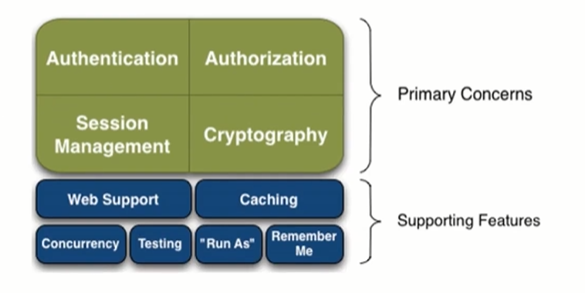 Authentication
Authorization
Session
Management
Cryptography
Primary Concerns
Web Support
Caching
Concurrency
Testing
"Run As"
Remember
Me
Supporting Features